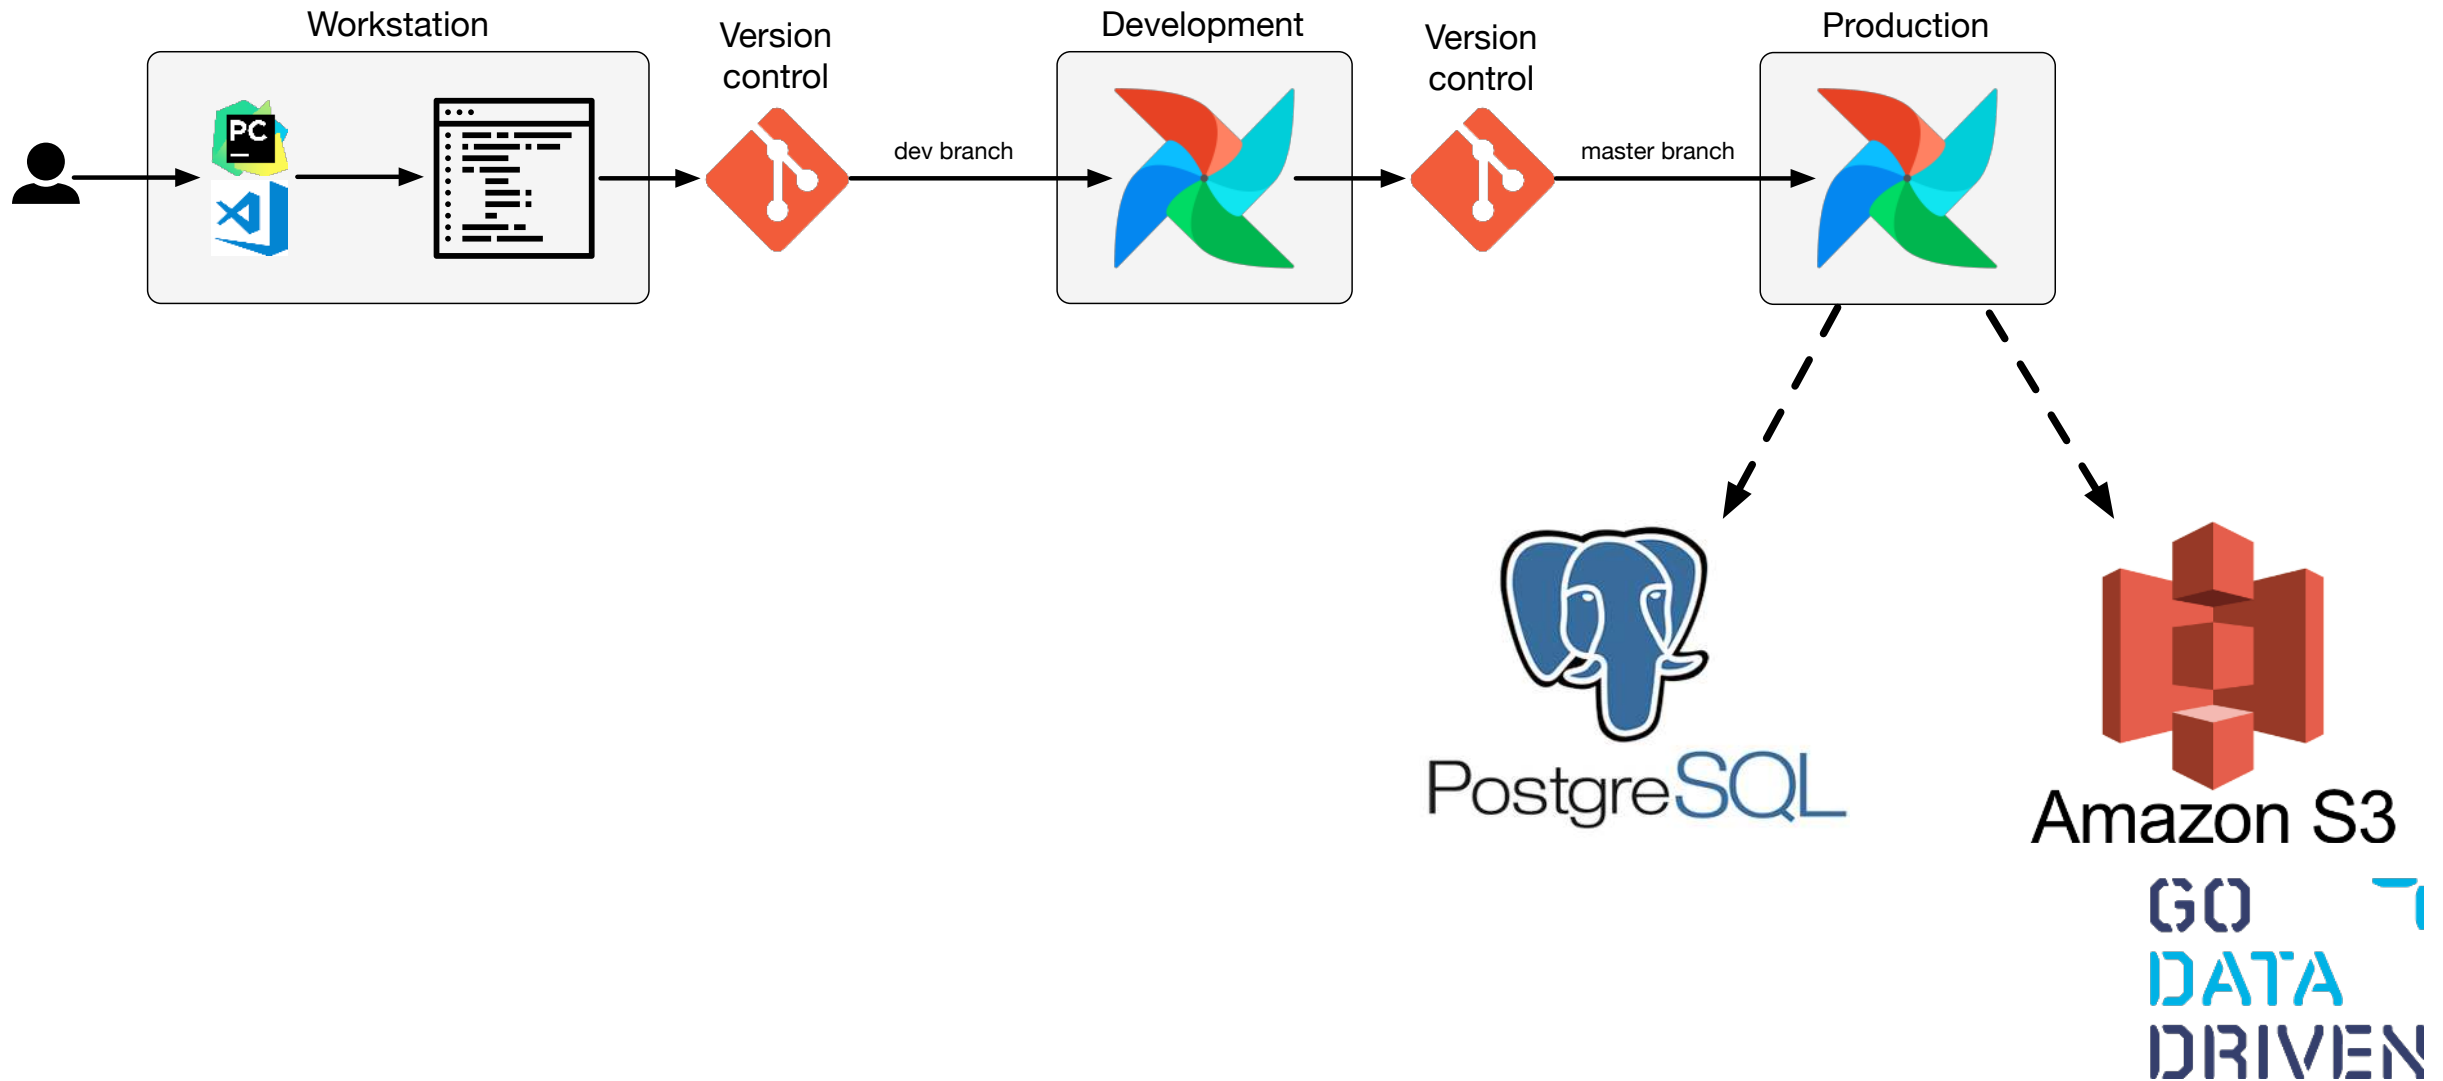 Workstation
Version
control
Development
Version
control
Production
PC
dev branch
master branch
PostgreSQL
Amazon S3
GO
DATA
DRIVEN